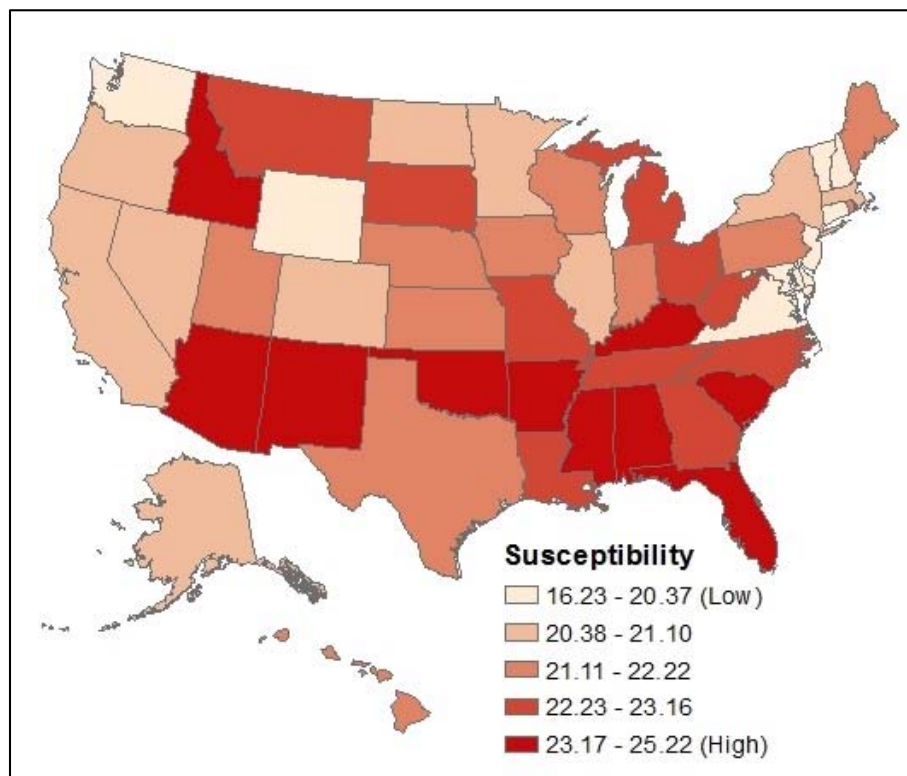 Susceptibility
16.23 - 20.37 (Low)
20.38 - 21.10
21.11 - 22.22
22.23 - 23.16
23.17 - 25.22 (High)